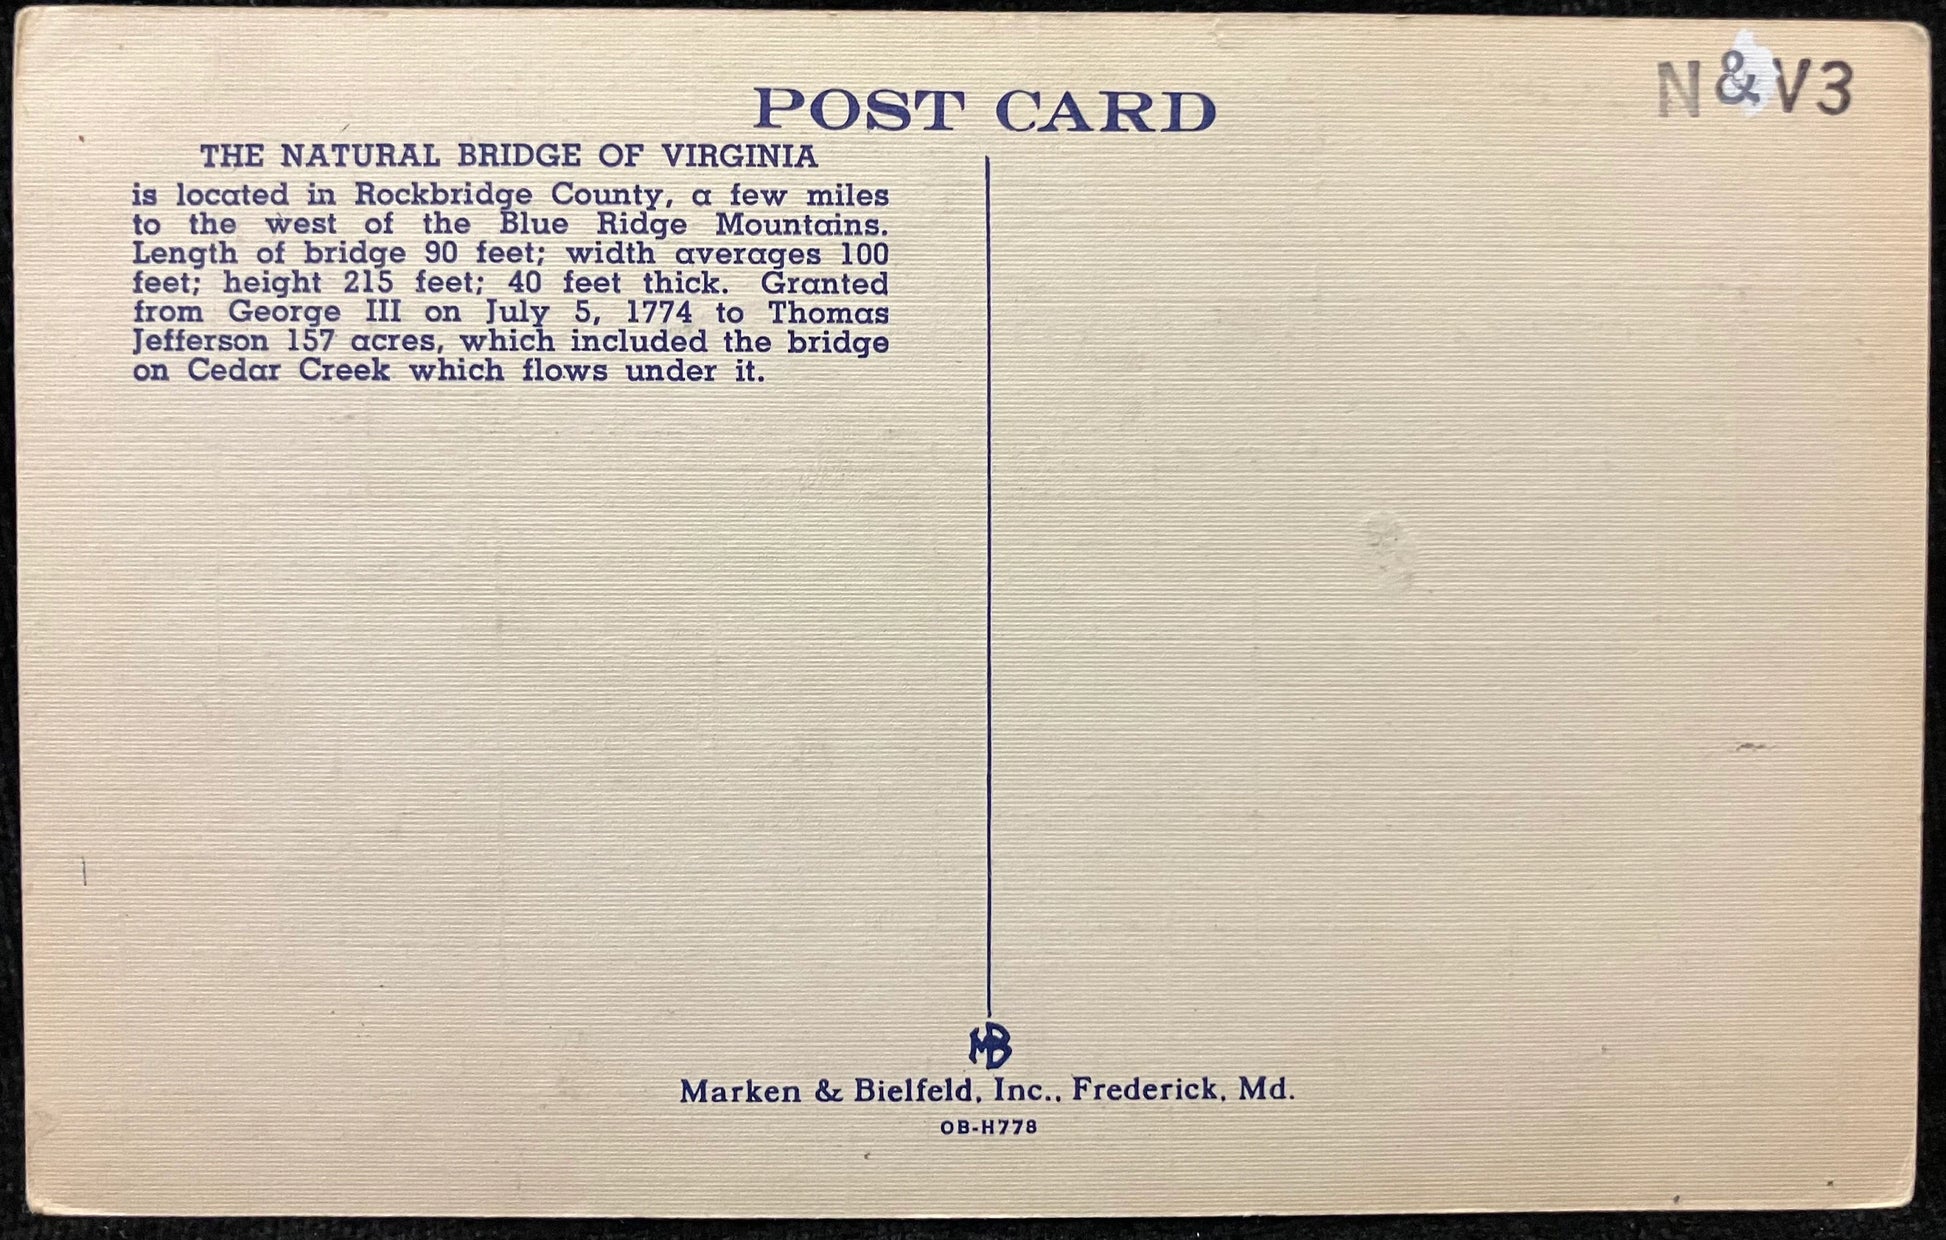 N & V 3
POST CARD
THE NATURAL BRIDGE OF VIRGINIA
is located in Rockbridge County, a few miles
to the west of the Blue Ridge Mountains.
Length of bridge 90 feet; width averages 100
feet; height 215 feet; 40 feet thick. Granted
from George III on July 5, 1774 to Thomas
Jefferson 157 acres, which included the bridge
on Cedar Creek which flows under it.
MB
Marken & Bielfeld, Inc., Frederick, Md.
OB-H778